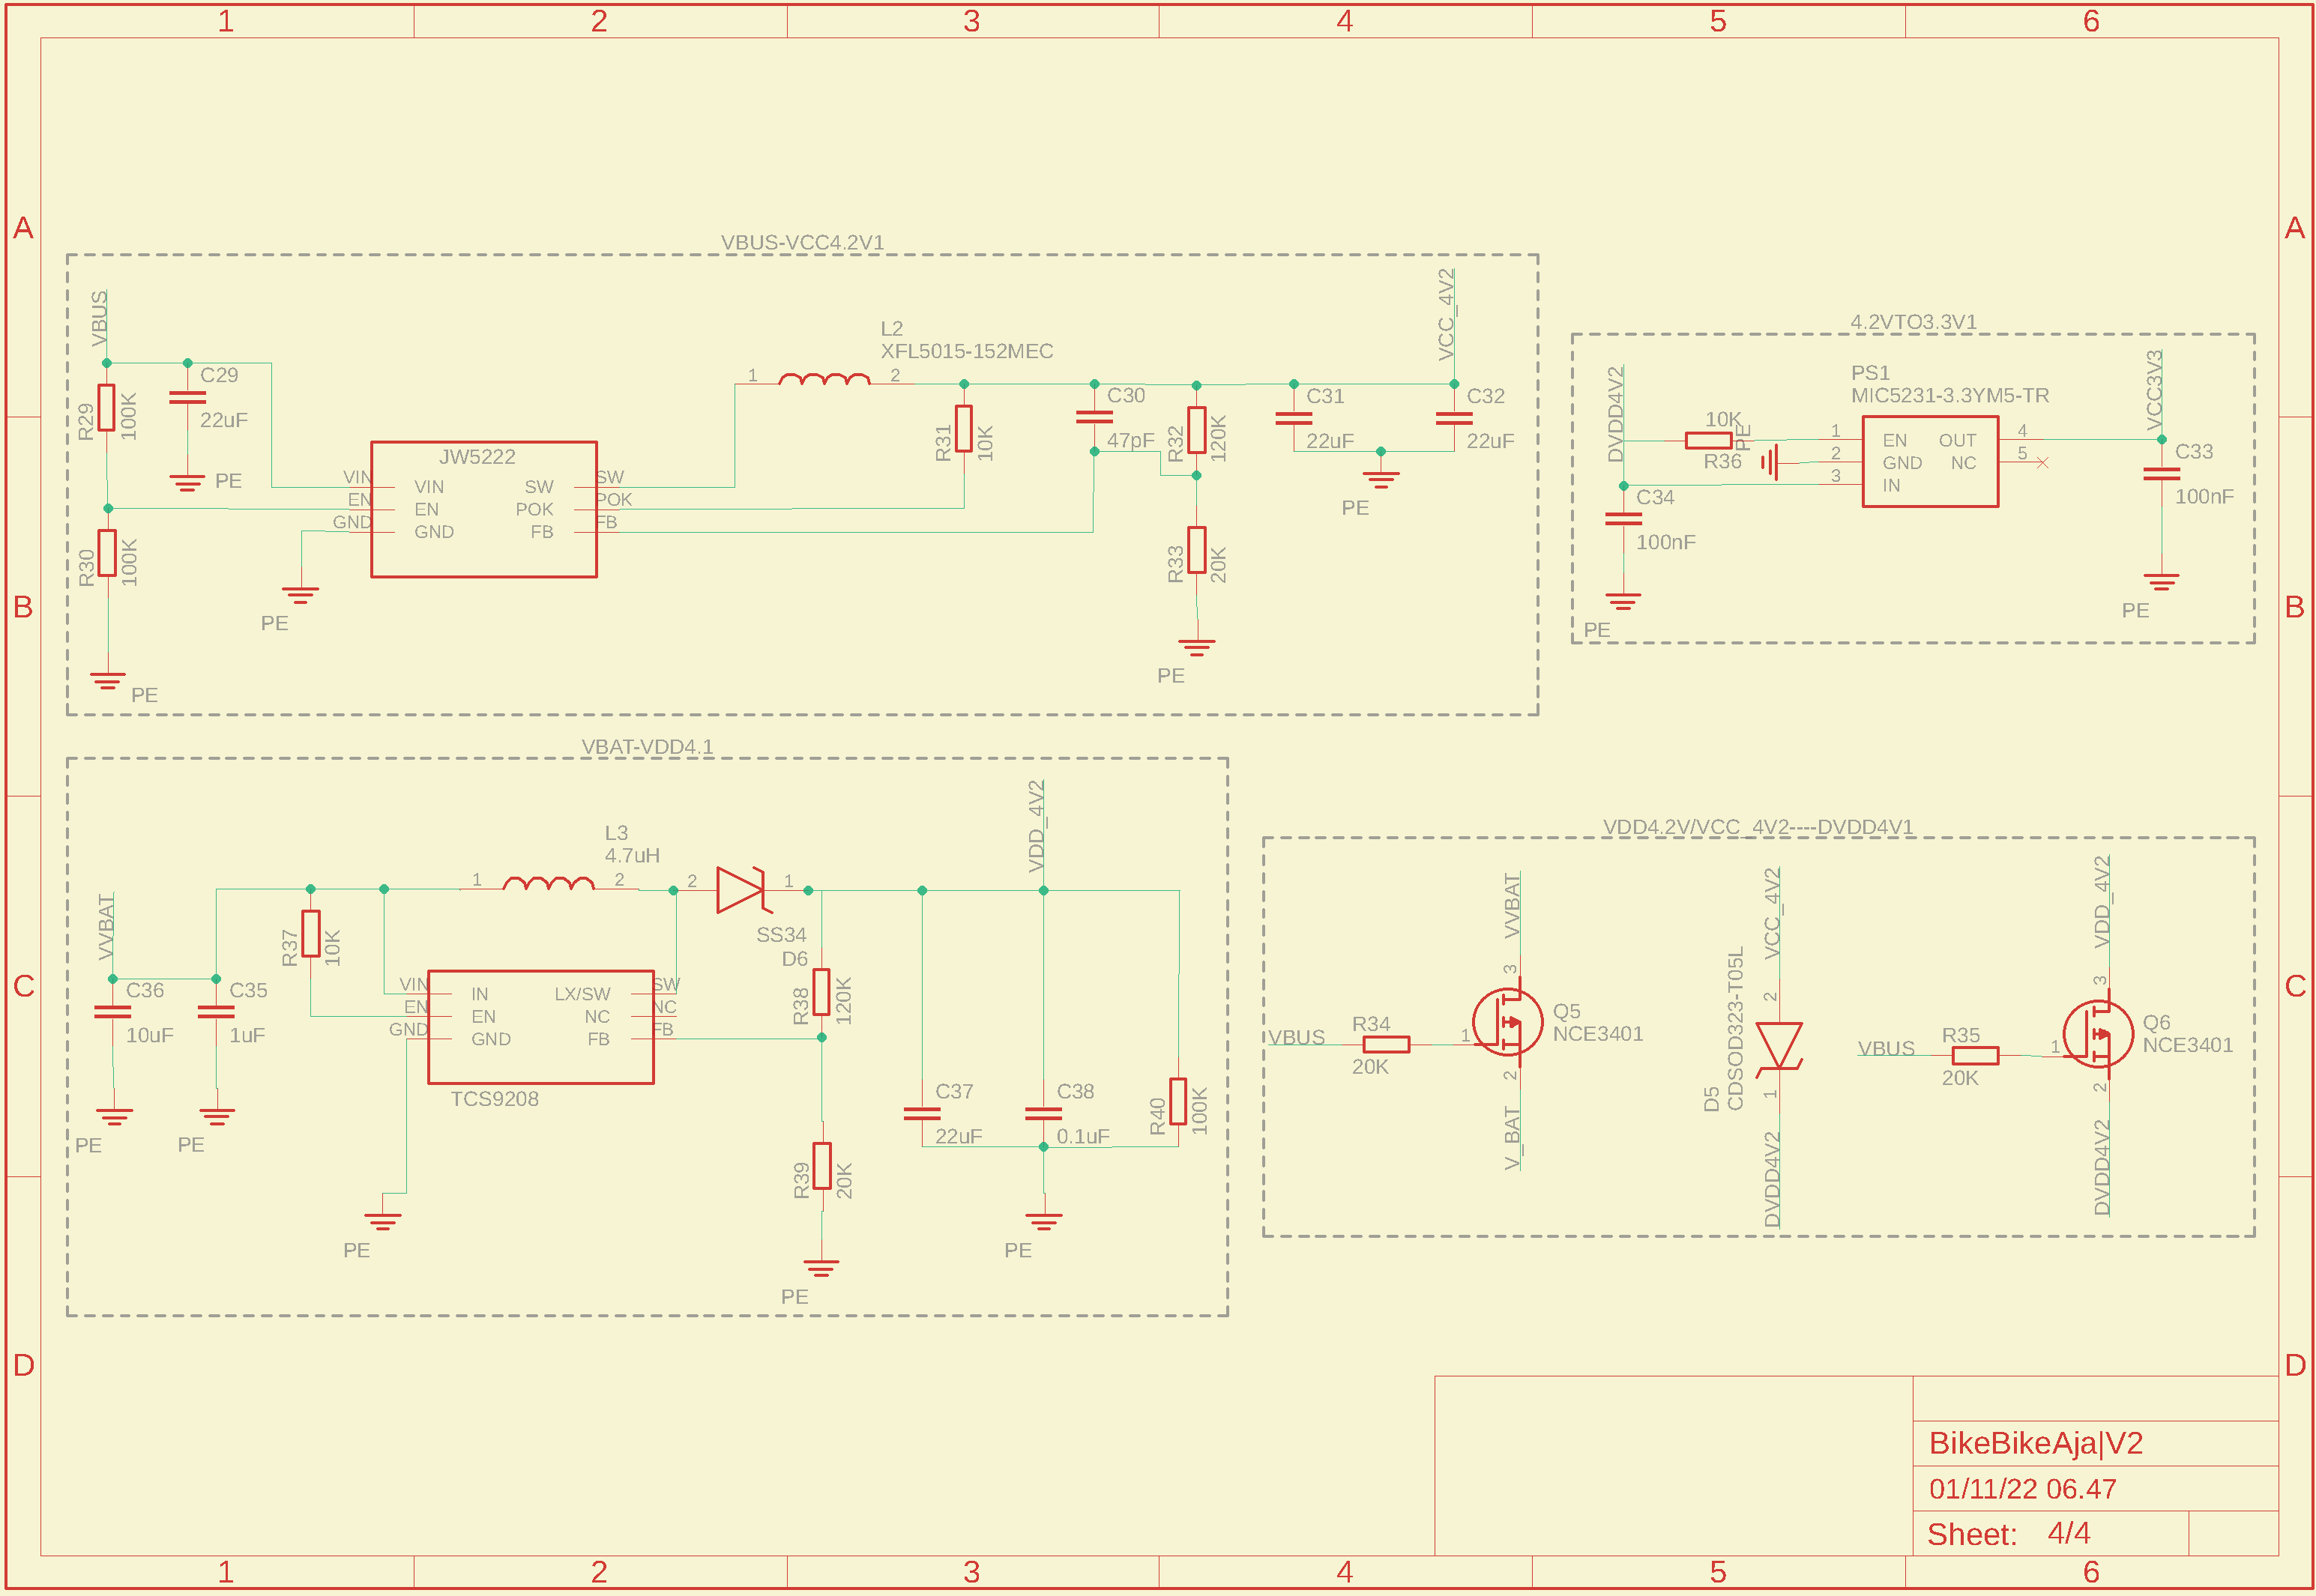 1 2 3 4 5 6
A A
B B
C C
D D
VBUS-VCC4.2V1
VBUS
R29
100K
C29
22uF
PE
R30
100K
PE
PE
JW5222
VIN VIN SW SW
EN EN POK POK
GND GND FB FB
L2
XFL5015-152MEC
1 2
R31
10K
C30
47pF
R32
120K
R33
20K
PE
C31
22uF
PE
VCC_4V2
C32
22uF
4.2VTO3.3V1
DVDD4V2
10K
R36
PE
C34
100nF
PE
PS1
MIC5231-3.3YM5-TR
1 EN OUT 4
2 GND NC 5
3 IN
VCC3V3
C33
100nF
PE
VBAT-VDD4.1
VVBAT
C36
10uF
PE
C35
1uF
PE
R37
10K
L3
4.7uH
1 2
VIN IN LX/SW SW
EN EN NC NC
GND GND FB FB
TCS9208
PE
2 1
SS34
D6
R38
120K
R39
20K
PE
VDD_4V2
C37
22uF
C38
0.1uF
R40
100K
PE
VDD4.2V/VCC_4V2----DVDD4V1
VVBAT
3
VBUS
R34
20K
1
Q5
NCE3401
2
V_BAT
VCC_4V2
2
D5
CDSOD323-T05L
1
DVDD4V2
VDD_4V2
3
VBUS
R35
20K
1
Q6
NCE3401
2
DVDD4V2
BikeBikeAja|V2
01/11/22 06.47
Sheet: 4/4
1 2 3 4 5 6